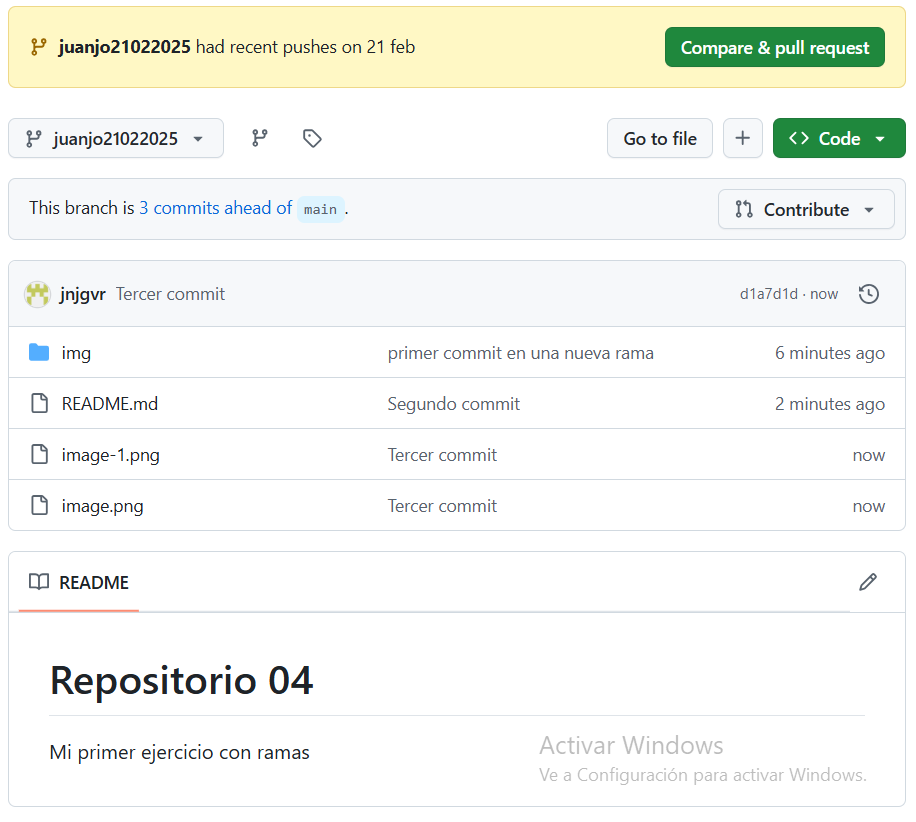 juanjo21022025 had recent pushes on 21 feb
Compare & pull request
juanjo21022025
Go to file
Code
This branch is 3 commits ahead of main .
Contribute
jnjgvr Tercer commit d1a7d1d · now
img primer commit en una nueva rama 6 minutes ago
README.md Segundo commit 2 minutes ago
image-1.png Tercer commit now
image.png Tercer commit now
README
Repositorio 04
Mi primer ejercicio con ramas
Activar Windows
Ve a Configuración para activar Windows.